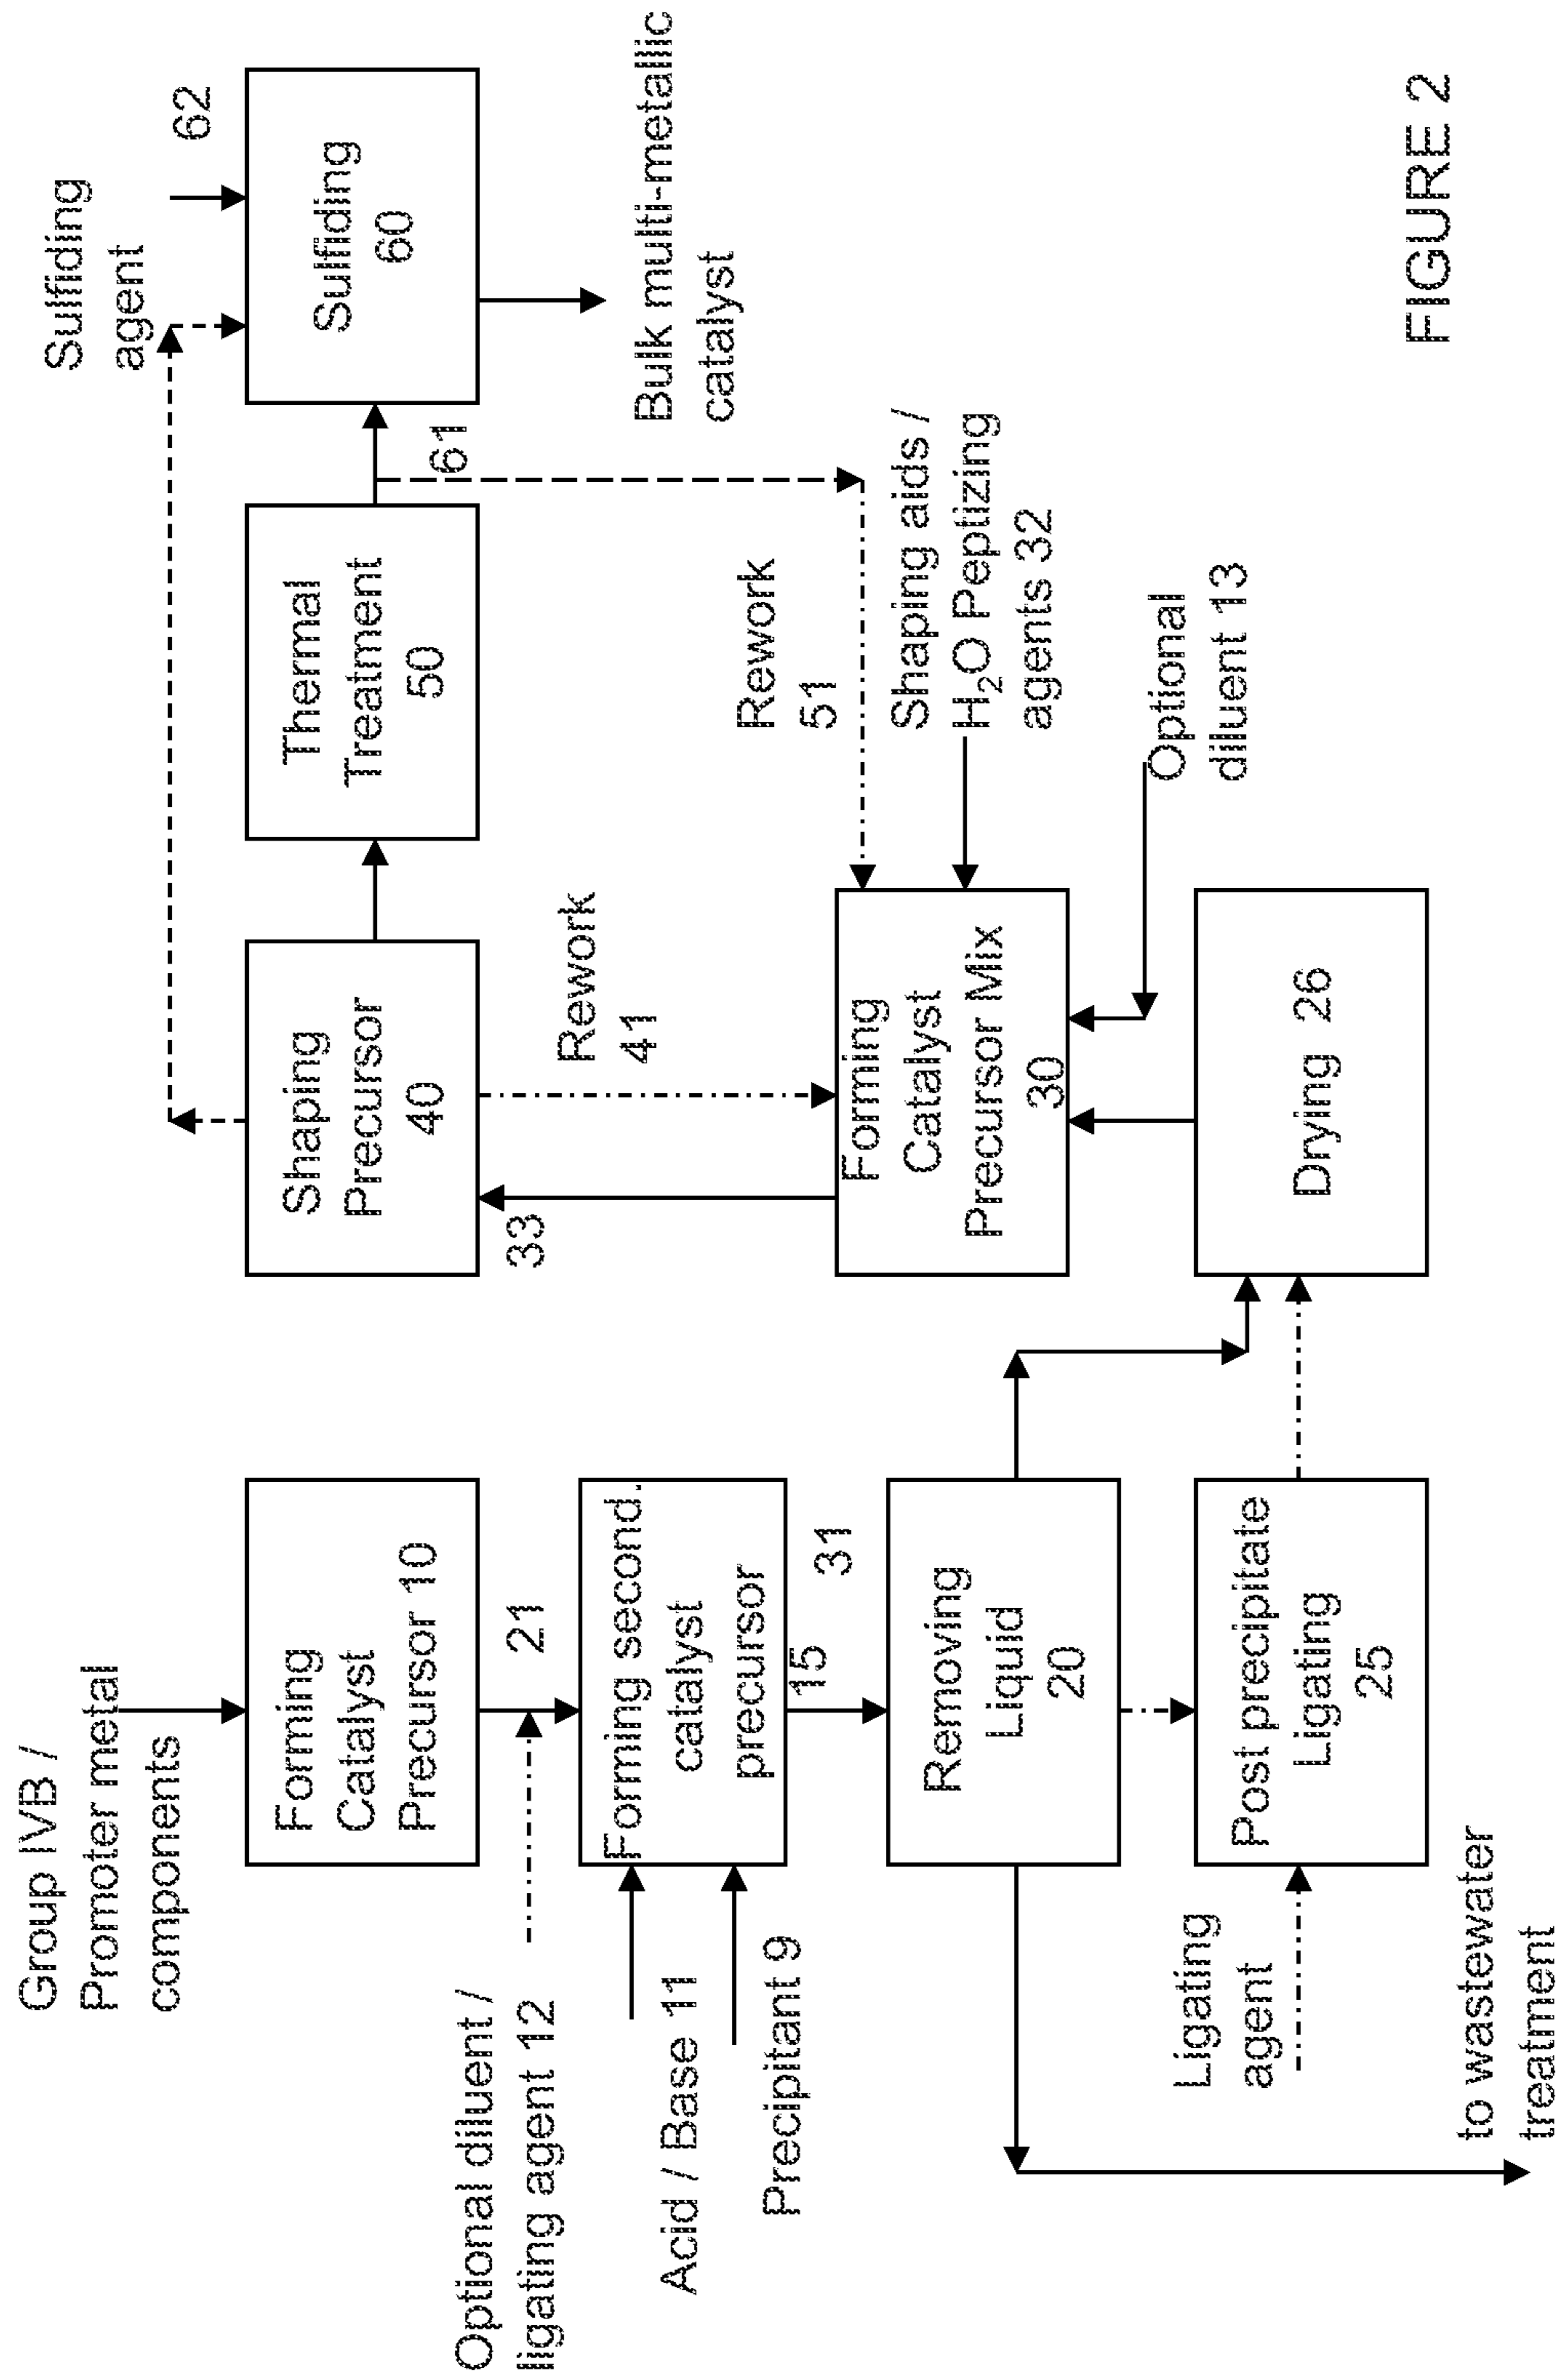 Group IVB /
Promoter metal
components
Forming
Catalyst
Precursor 10
21
Optional diluent /
ligating agent 12
Acid / Base 11
Precipitant 9
Forming second.
catalyst
precursor
15
31
Removing
Liquid
20
Ligating
agent
Post precipitate
Ligating
25
to wastewater
treatment
Drying 26
Optional
diluent 13
Forming
Catalyst
Precursor Mix
30
Shaping aids /
H₂O Peptizing
agents 32
33
Rework
41
Rework
51
Shaping
Precursor
40
Thermal
Treatment
50
61
Sulfiding
agent
62
Sulfiding
60
Bulk multi-metallic
catalyst
FIGURE 2